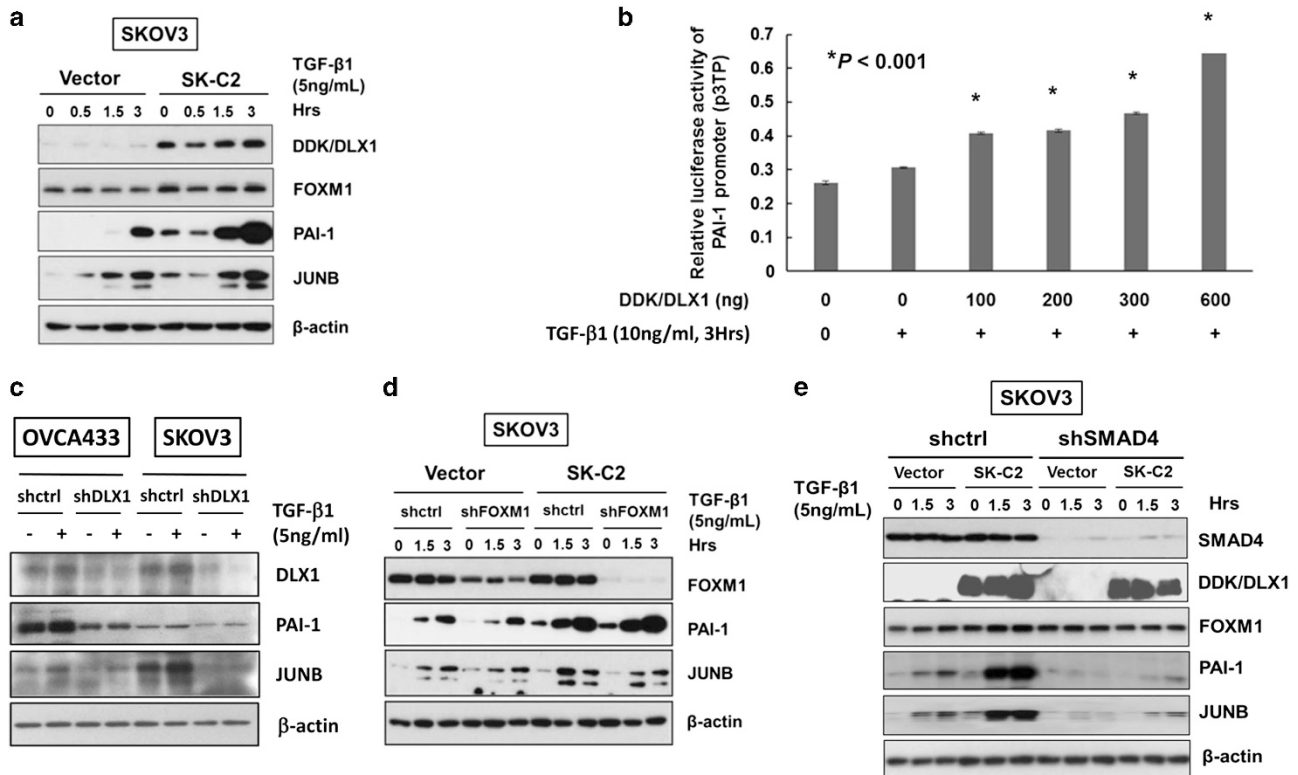 a
SKOV3
Vector SK-C2 TGF-β1
(5ng/mL)
0 0.5 1.5 3 0 0.5 1.5 3 Hrs
DDK/DLX1
FOXM1
PAI-1
JUNB
β-actin
b
Relative luciferase activity of
PAI-1 promoter (p3TP)
0.7
0.6
0.5
0.4
0.3
0.2
0.1
0
*P < 0.001
* * * *
DDK/DLX1 (ng) 0 0 100 200 300 600
TGF-β1 (10ng/ml, 3Hrs) 0 + + + + +
c
OVCA433 SKOV3
shctrl shDLX1 shctrl shDLX1
TGF-β1
(5ng/ml)
- + - + - + - +
DLX1
PAI-1
JUNB
β-actin
d
SKOV3
Vector SK-C2
shctrl shFOXM1 shctrl shFOXM1
TGF-β1
(5ng/mL)
0 1.5 3 0 1.5 3 0 1.5 3 0 1.5 3 Hrs
FOXM1
PAI-1
JUNB
β-actin
e
SKOV3
shctrl shSMAD4
Vector SK-C2 Vector SK-C2
TGF-β1
(5ng/mL)
0 1.5 3 0 1.5 3 0 1.5 3 0 1.5 3 Hrs
SMAD4
DDK/DLX1
FOXM1
PAI-1
JUNB
β-actin